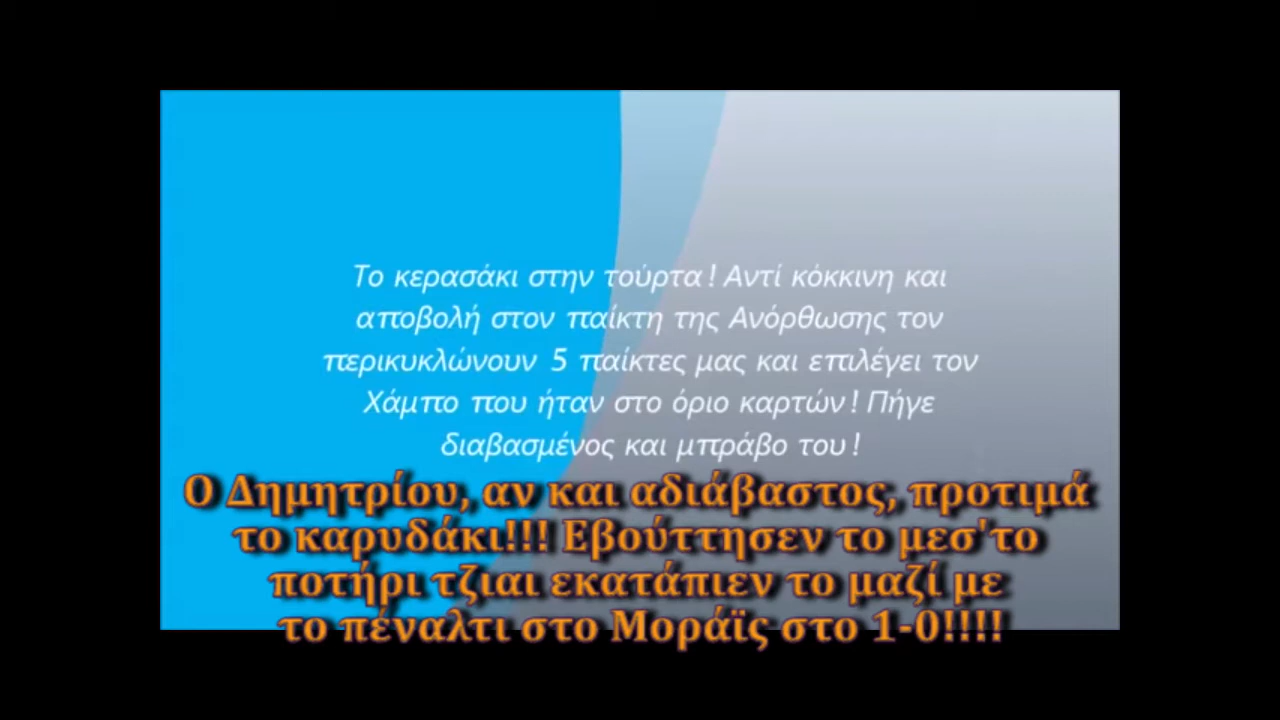 Το κερασάκι στην τούρτα! Αντί κόκκινη και
αποβολή στον παίκτη της Ανόρθωσης τον
περικυκλώνουν 5 παίκτες μας και επιλέγει τον
Χάμπο που ήταν στο όριο καρτών! Πήγε
διαβασμένος και μπράβο του!
Ο Δημητρίου, αν και αδιάβαστος, προτιμά
το καρυδάκι!!! Εβούττησεν το μεσ'το
ποτήρι τζιαι εκατάπιεν το μαζί με
το πέναλτι στο Μοράϊς στο 1-0!!!!